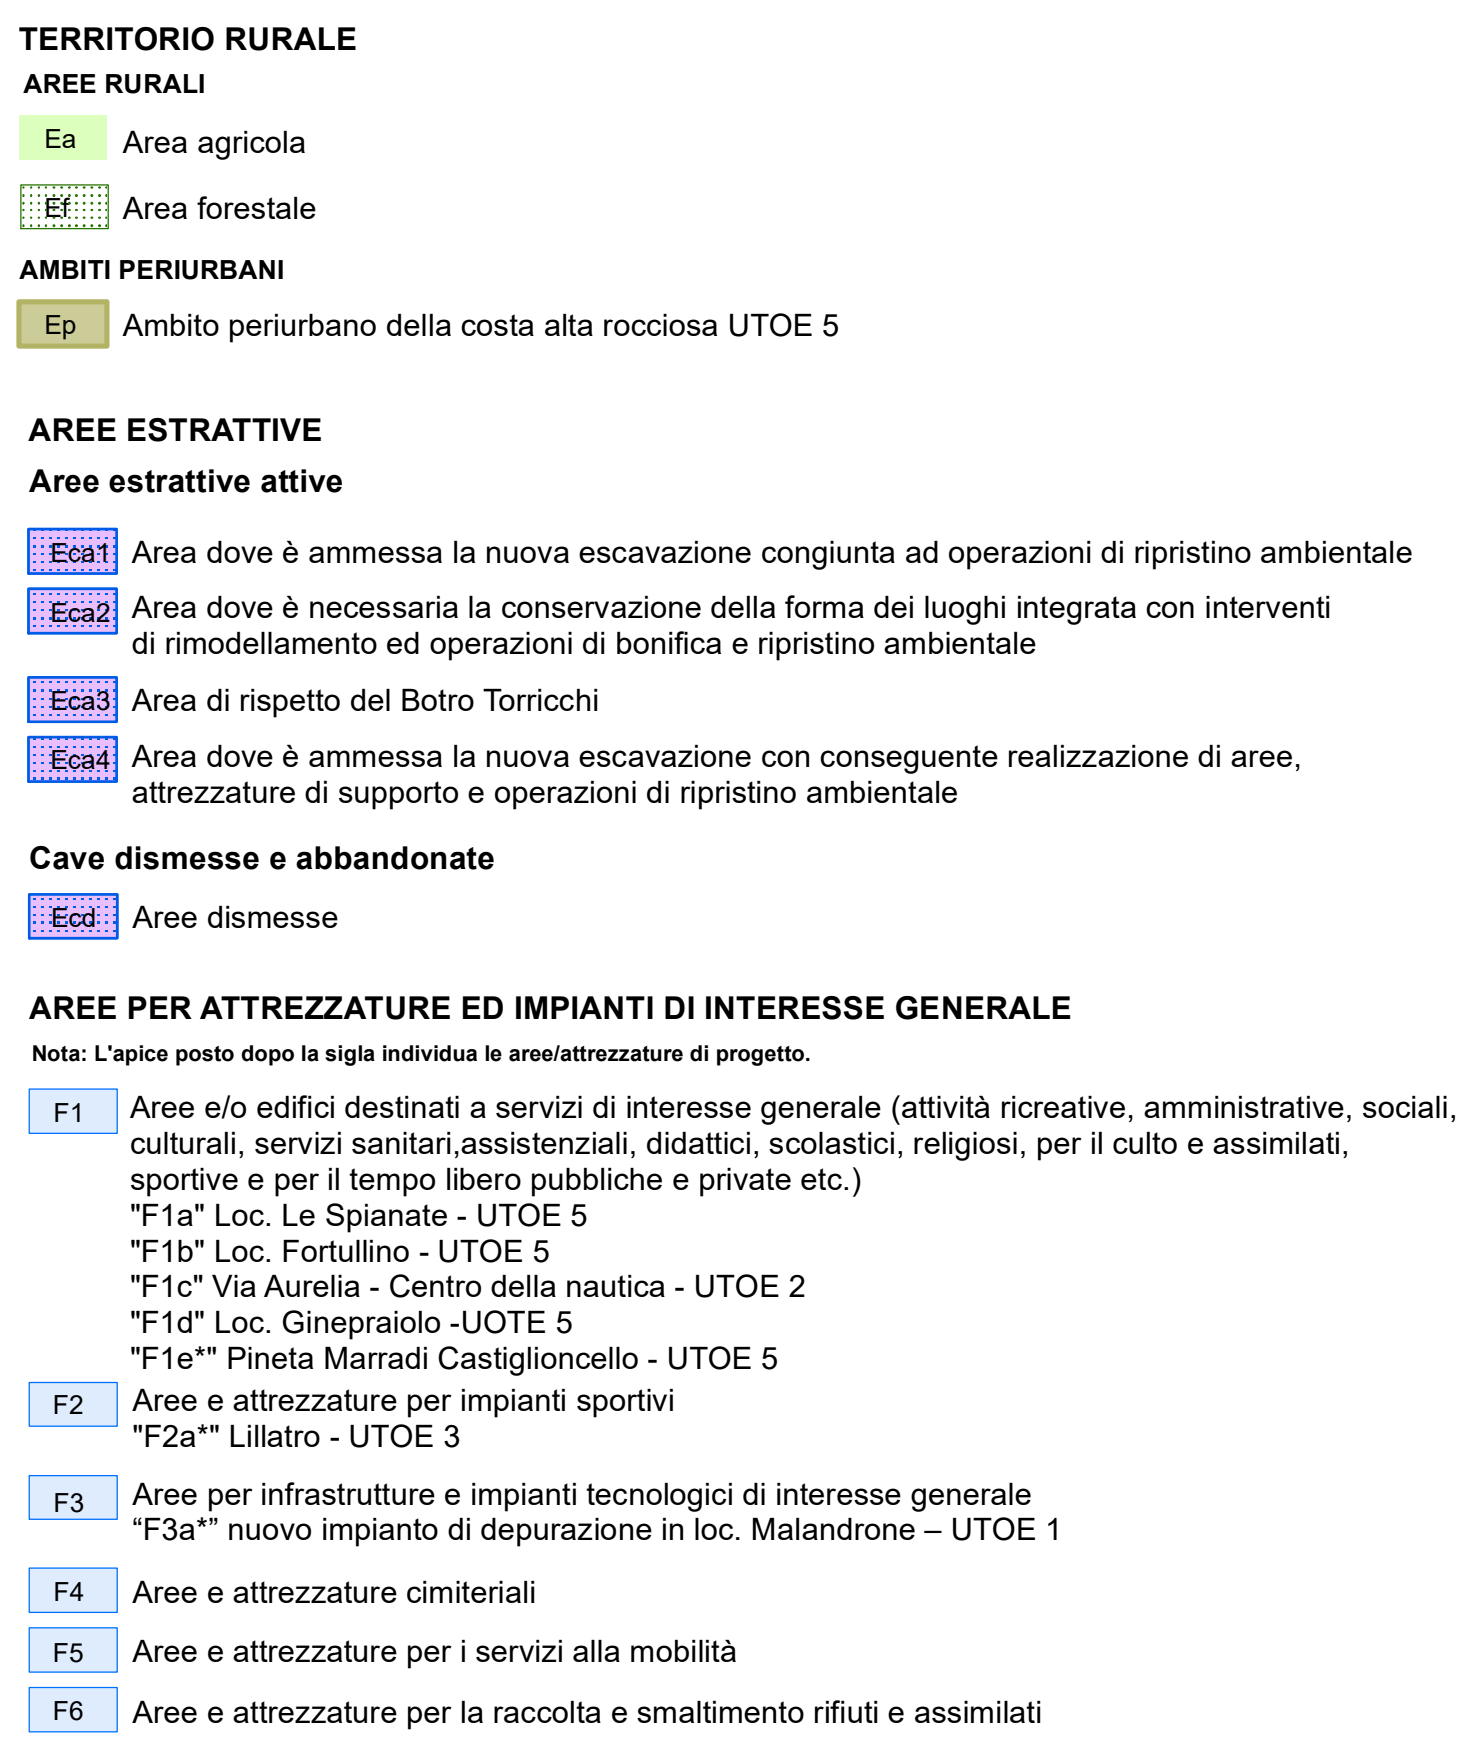 TERRITORIO RURALE
AREE RURALI
Ea Area agricola
Ef Area forestale
AMBITI PERIURBANI
Ep Ambito periurbano della costa alta rocciosa UTOE 5
AREE ESTRATTIVE
Aree estrattive attive
Eca1 Area dove è ammessa la nuova escavazione congiunta ad operazioni di ripristino ambientale
Eca2 Area dove è necessaria la conservazione della forma dei luoghi integrata con interventi
di rimodellamento ed operazioni di bonifica e ripristino ambientale
Eca3 Area di rispetto del Botro Torricchi
Eca4 Area dove è ammessa la nuova escavazione con conseguente realizzazione di aree,
attrezzature di supporto e operazioni di ripristino ambientale
Cave dismesse e abbandonate
Ecd Aree dismesse
AREE PER ATTREZZATURE ED IMPIANTI DI INTERESSE GENERALE
Nota: L'apice posto dopo la sigla individua le aree/attrezzature di progetto.
F1 Aree e/o edifici destinati a servizi di interesse generale (attività ricreative, amministrative, sociali,
culturali, servizi sanitari,assistenziali, didattici, scolastici, religiosi, per il culto e assimilati,
sportive e per il tempo libero pubbliche e private etc.)
"F1a" Loc. Le Spianate - UTOE 5
"F1b" Loc. Fortullino - UTOE 5
"F1c" Via Aurelia - Centro della nautica - UTOE 2
"F1d" Loc. Ginepraiolo -UOTE 5
"F1e*" Pineta Marradi Castiglioncello - UTOE 5
F2 Aree e attrezzature per impianti sportivi
"F2a*" Lillatro - UTOE 3
F3 Aree per infrastrutture e impianti tecnologici di interesse generale
“F3a*” nuovo impianto di depurazione in loc. Malandrone – UTOE 1
F4 Aree e attrezzature cimiteriali
F5 Aree e attrezzature per i servizi alla mobilità
F6 Aree e attrezzature per la raccolta e smaltimento rifiuti e assimilati